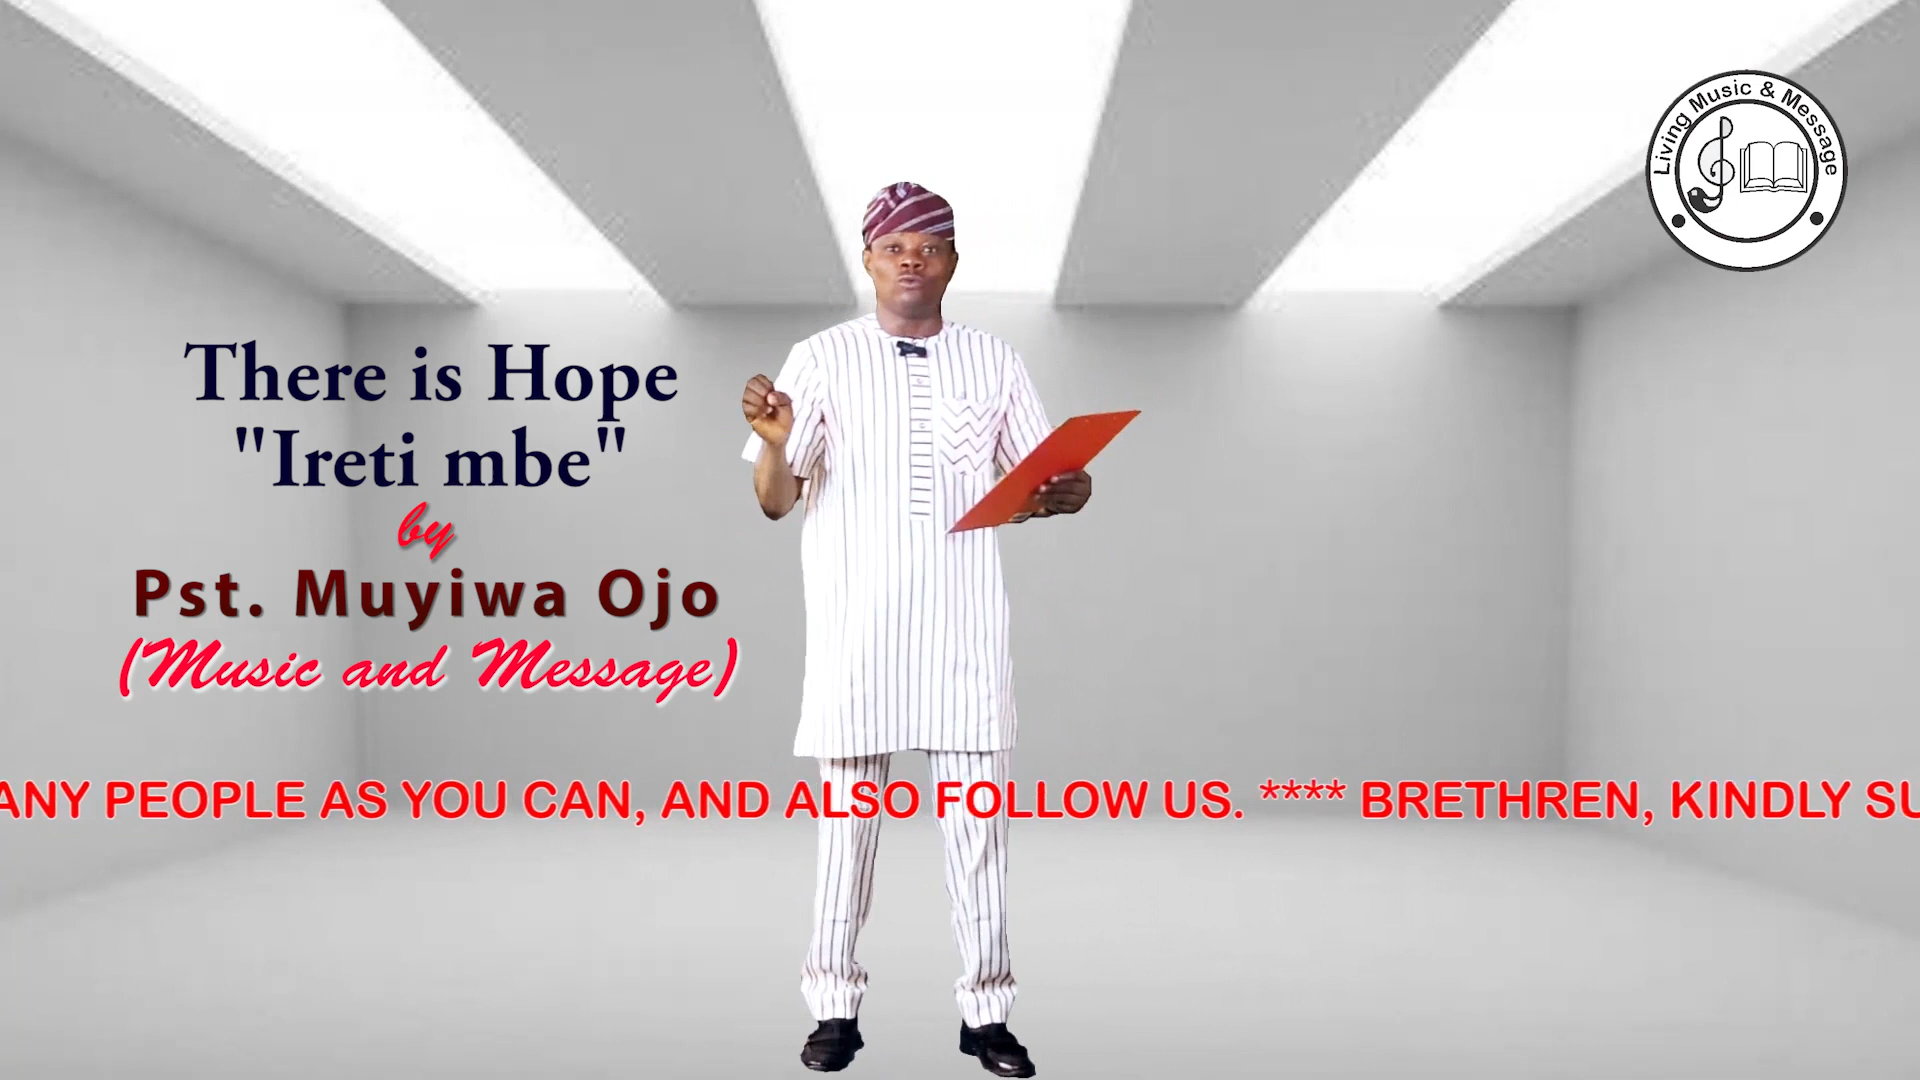 Living Music & Message
There is Hope
"Ireti mbe"
by
Pst. Muyiwa Ojo
(Music and Message)
ANY PEOPLE AS YOU CAN, AND ALSO FOLLOW US. **** BRETHREN, KINDLY SU